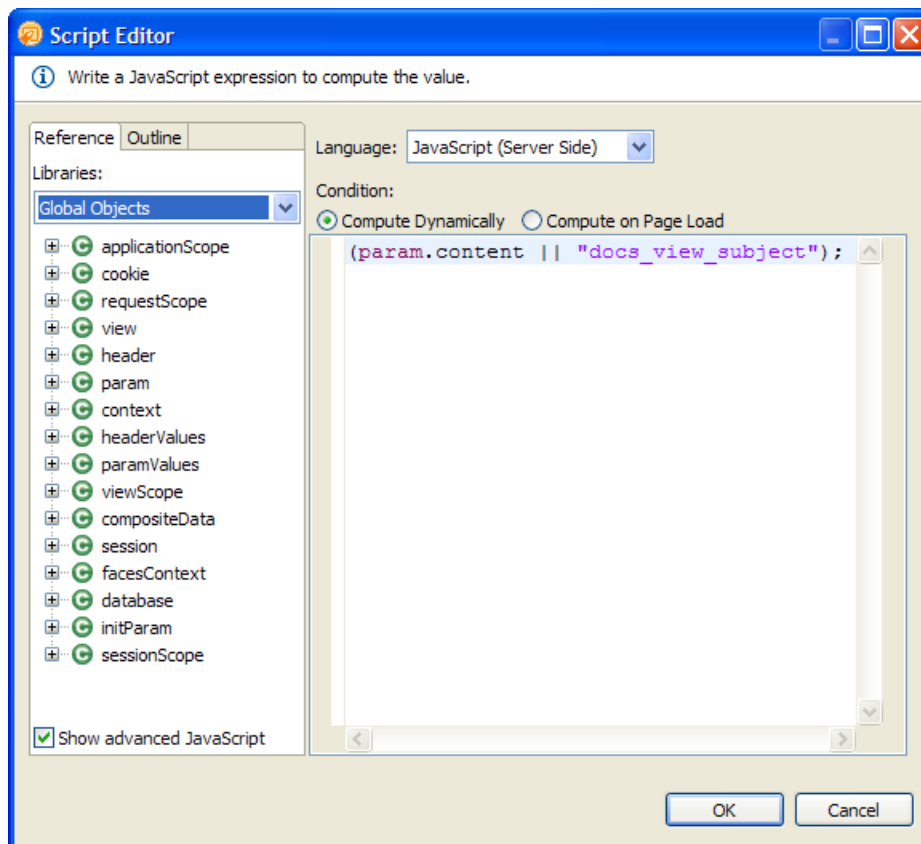 Script Editor
Write a JavaScript expression to compute the value.
Reference Outline
Libraries:
Global Objects
applicationScope
cookie
requestScope
view
header
param
context
headerValues
paramValues
viewScope
compositeData
session
facesContext
database
initParam
sessionScope
Show advanced JavaScript
Language: JavaScript (Server Side)
Condition:
Compute Dynamically Compute on Page Load
(param.content || "docs_view_subject");
OK Cancel